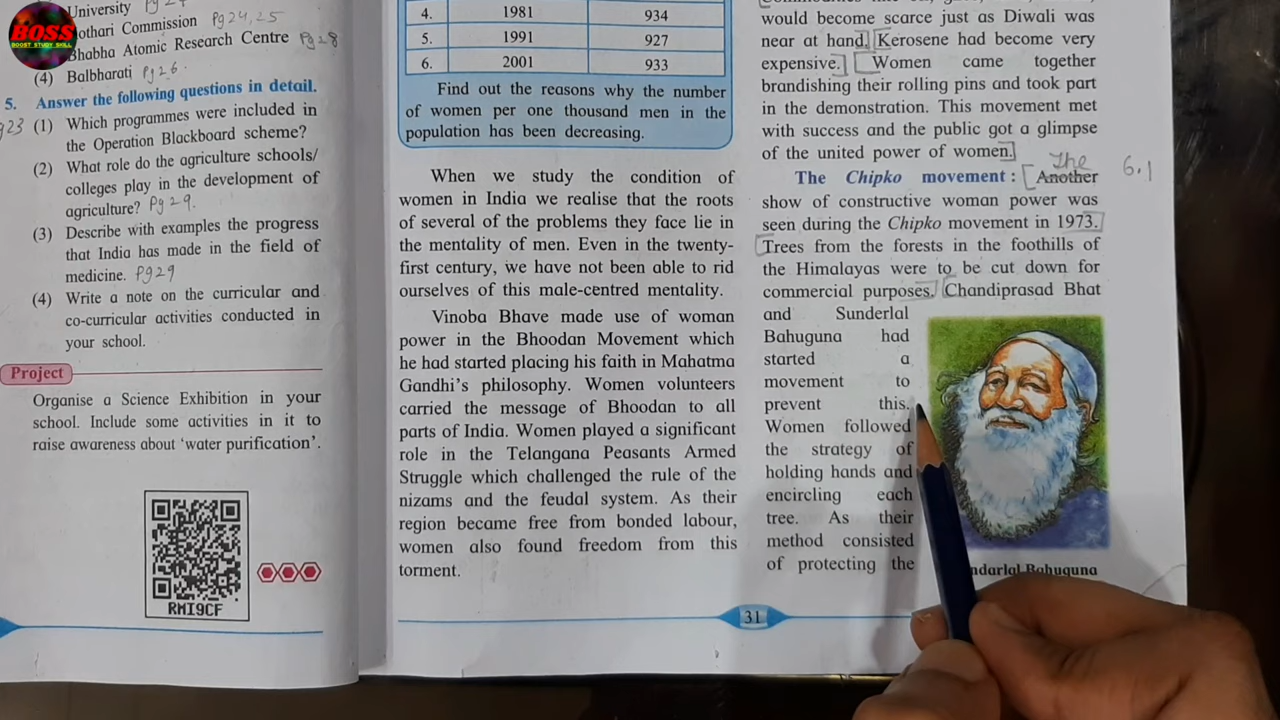 BOSS
BOOST STUDY SKILL
University Pg 27
othari Commission Pg 24, 25
Bhabha Atomic Research Centre Pg 28
(4) Balbharati Pg 26.
5. Answer the following questions in detail.
(1) Which programmes were included in
the Operation Blackboard scheme?
(2) What role do the agriculture schools/
colleges play in the development of
agriculture? Pg 29.
(3) Describe with examples the progress
that India has made in the field of
medicine. Pg 29
(4) Write a note on the curricular and
co-curricular activities conducted in
your school.
Project
Organise a Science Exhibition in your
school. Include some activities in it to
raise awareness about ‘water purification’.
RMI9CF
4. 1981 934
5. 1991 927
6. 2001 933
Find out the reasons why the number
of women per one thousand men in the
population has been decreasing.
When we study the condition of
women in India we realise that the roots
of several of the problems they face lie in
the mentality of men. Even in the twenty-
first century, we have not been able to rid
ourselves of this male-centred mentality.
Vinoba Bhave made use of woman
power in the Bhoodan Movement which
he had started placing his faith in Mahatma
Gandhi’s philosophy. Women volunteers
carried the message of Bhoodan to all
parts of India. Women played a significant
role in the Telangana Peasants Armed
Struggle which challenged the rule of the
nizams and the feudal system. As their
region became free from bonded labour,
women also found freedom from this
torment.
would become scarce just as Diwali was
near at hand. Kerosene had become very
expensive. Women came together
brandishing their rolling pins and took part
in the demonstration. This movement met
with success and the public got a glimpse
of the united power of women.
The
The Chipko movement : Another 6.1
show of constructive woman power was
seen during the Chipko movement in 1973.
Trees from the forests in the foothills of
the Himalayas were to be cut down for
commercial purposes. Chandiprasad Bhat
and Sunderlal
Bahuguna had
started a
movement to
prevent this.
Women followed
the strategy of
holding hands and
encircling each
tree. As their
method consisted
of protecting the
ndarlal Bahuguna
31